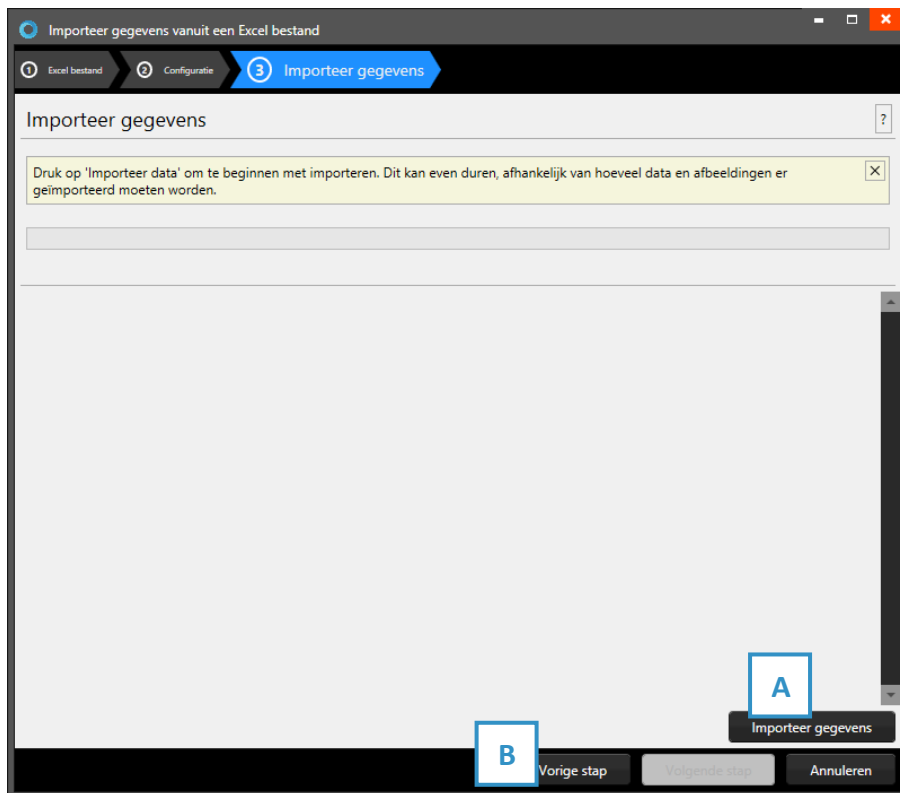 Importeer gegevens vanuit een Excel bestand
1 Excel bestand 2 Configuratie 3 Importeer gegevens
Importeer gegevens ?
Druk op 'Importeer data' om te beginnen met importeren. Dit kan even duren, afhankelijk van hoeveel data en afbeeldingen er
geïmporteerd moeten worden.
A
Importeer gegevens
B
Vorige stap Volgende stap Annuleren